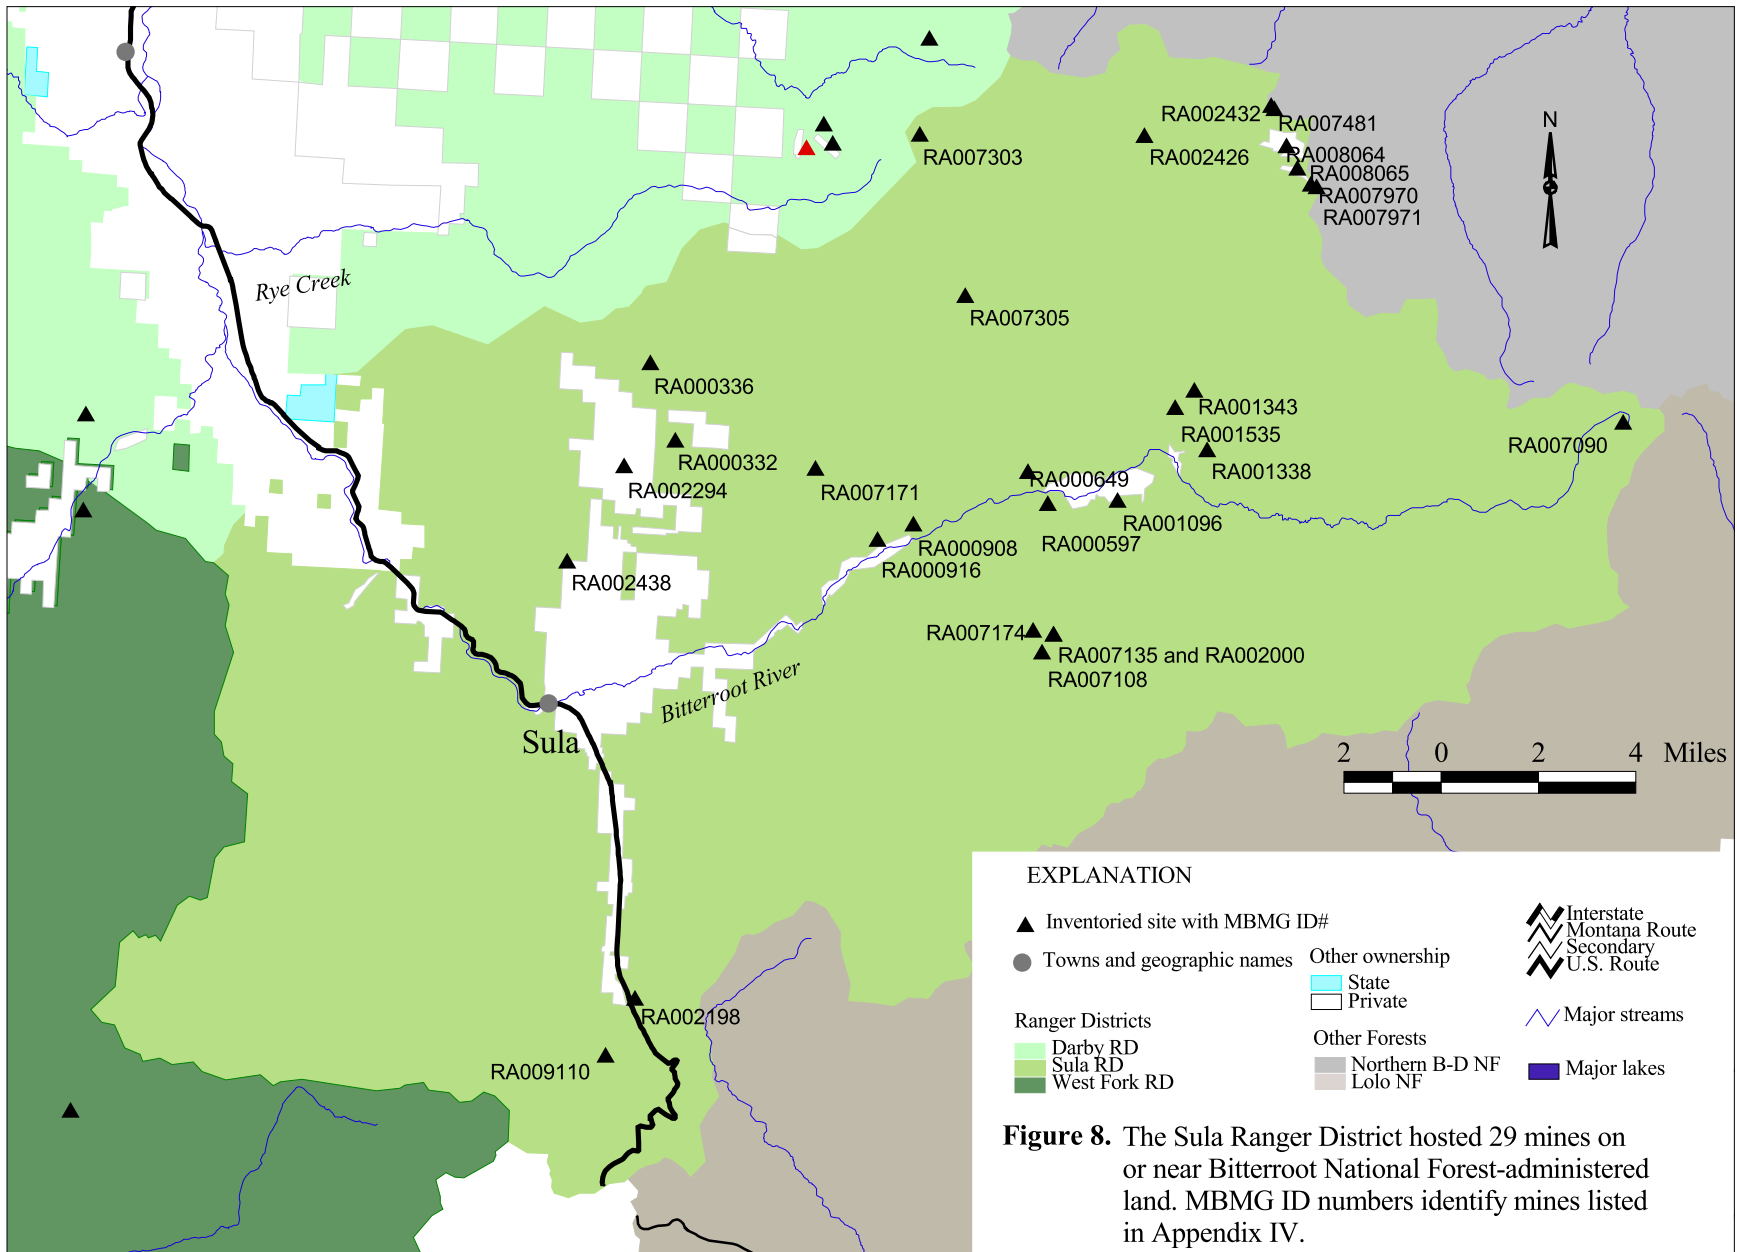 N
RA002432
RA007481
RA007303
RA002426
RA008064
RA008065
RA007970
RA007971
Rye Creek
RA007305
RA000336
RA001343
RA001535
RA007090
RA000332
RA001338
RA002294
RA007171
RA000649
RA001096
RA000597
RA000908
RA000916
RA002438
RA007174
RA007135 and RA002000
RA007108
Bitterroot River
Sula
2 0 2 4 Miles
RA002198
RA009110
EXPLANATION
Inventoried site with MBMG ID#
Towns and geographic names
Ranger Districts
Darby RD
Sula RD
West Fork RD
Other ownership
State
Private
Other Forests
Northern B-D NF
Lolo NF
Interstate
Montana Route
Secondary
U.S. Route
Major streams
Major lakes
Figure 8. The Sula Ranger District hosted 29 mines on
or near Bitterroot National Forest-administered
land. MBMG ID numbers identify mines listed
in Appendix IV.